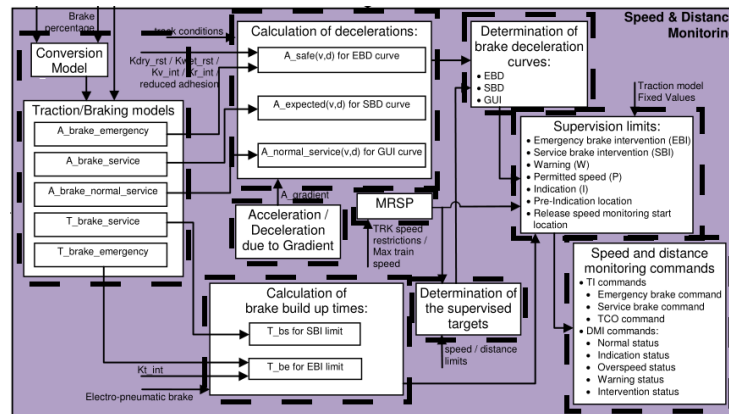 Brake
percentage
Speed & Distance
Monitoring
Conversion
Model
track conditions
Kdry_rst / Kwet_rst /
Kv_int / Kr_int /
reduced adhesion
Calculation of decelerations:
A_safe(v,d) for EBD curve
A_expected(v,d) for SBD curve
A_normal_service(v,d) for GUI curve
Determination of
brake deceleration
curves:
• EBD
• SBD
• GUI
Traction model
Fixed Values
Traction/Braking models
A_brake_emergency
A_brake_service
A_brake_normal_service
T_brake_service
T_brake_emergency
Supervision limits:
• Emergency brake intervention (EBI)
• Service brake intervention (SBI)
• Warning (W)
• Permitted speed (P)
• Indication (I)
• Pre-Indication location
• Release speed monitoring start
location
A_gradient
Acceleration /
Deceleration
due to Gradient
MRSP
TRK speed
restrictions /
Max train
speed
Calculation of
brake build up times:
T_bs for SBI limit
T_be for EBI limit
Kt_int
Electro-pneumatic brake
Determination of
the supervised
targets
speed / distance
limits
Speed and distance
monitoring commands
• TI commands
• Emergency brake command
• Service brake command
• TCO command
• DMI commands:
• Normal status
• Indication status
• Overspeed status
• Warning status
• Intervention status